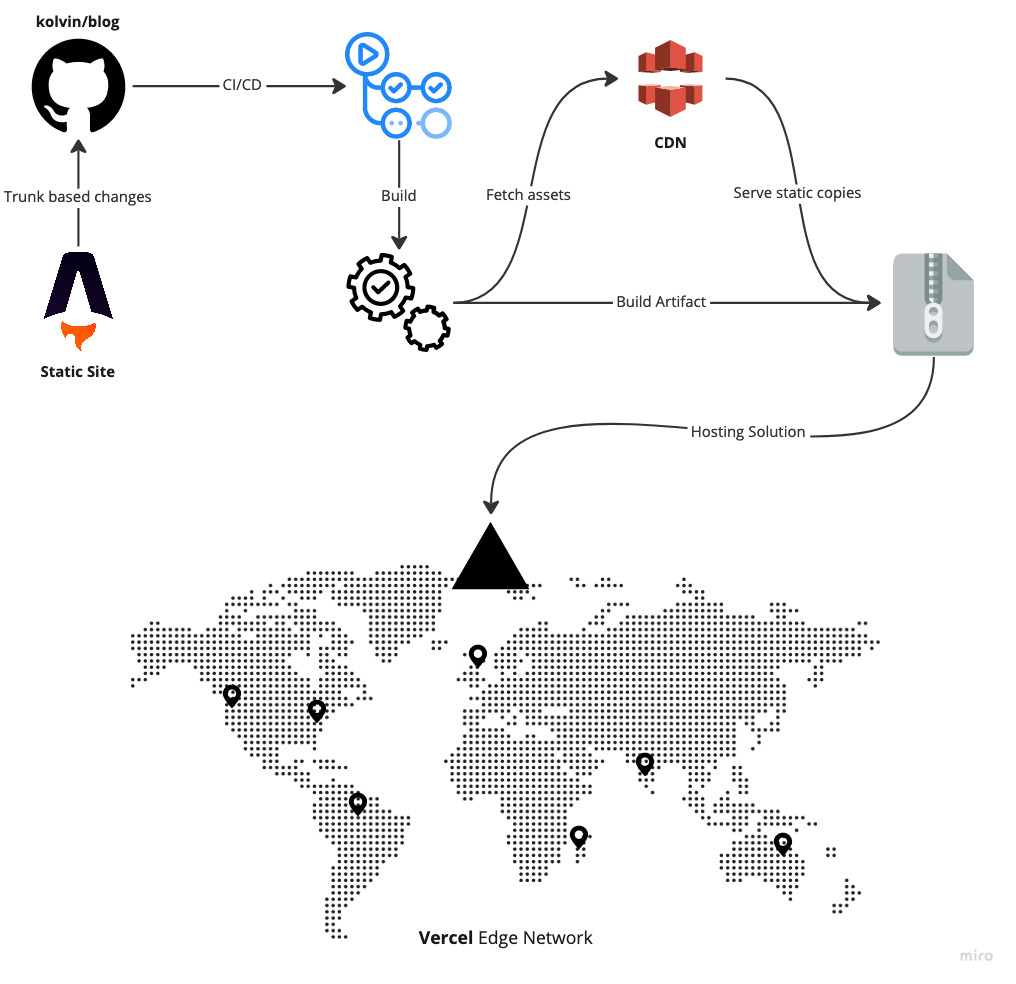 kolvin/blog
CI/CD
CDN
Trunk based changes
Build
Fetch assets
Serve static copies
Build Artifact
Static Site
Hosting Solution
Vercel Edge Network
miro